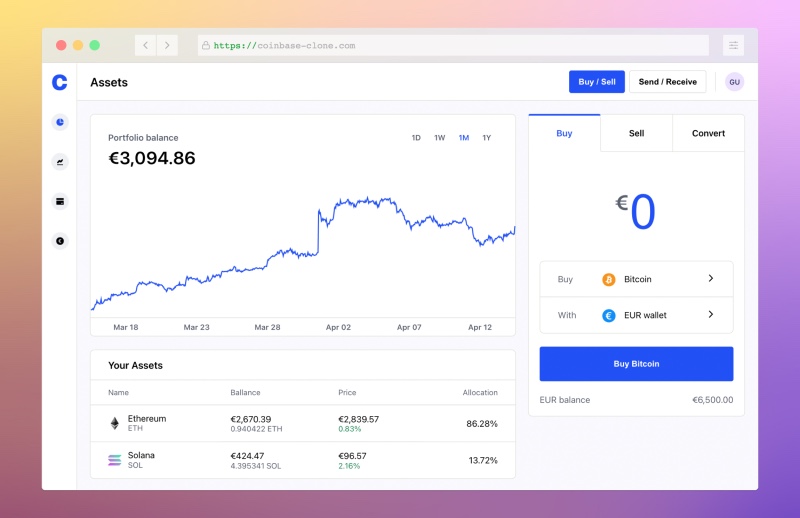 https://coinbase-clone.com
C
Assets
Buy / Sell
Send / Receive
GU
Portfolio balance
€3,094.86
1D 1W 1M 1Y
Mar 18 Mar 23 Mar 28 Apr 02 Apr 07 Apr 12
Your Assets
Name Ballance Price Allocation
Ethereum €2,670.39 €2,839.57 86.28%
ETH 0.940422 ETH 0.83%
Solana €424.47 €96.57 13.72%
SOL 4.395341 SOL 2.16%
Buy Sell Convert
€0
Buy Bitcoin
With EUR wallet
Buy Bitcoin
EUR balance €6,500.00